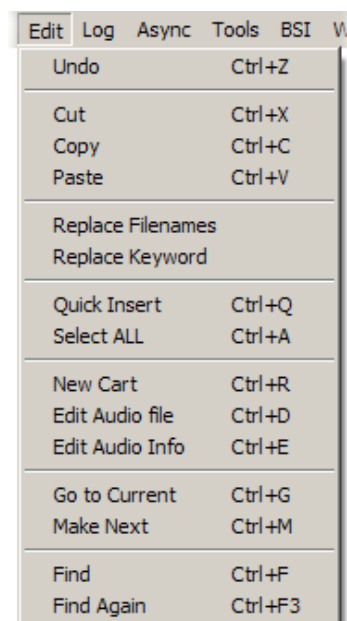 Edit Log Async Tools BSI
Undo Ctrl+Z
Cut Ctrl+X
Copy Ctrl+C
Paste Ctrl+V
Replace Filenames
Replace Keyword
Quick Insert Ctrl+Q
Select ALL Ctrl+A
New Cart Ctrl+R
Edit Audio file Ctrl+D
Edit Audio Info Ctrl+E
Go to Current Ctrl+G
Make Next Ctrl+M
Find Ctrl+F
Find Again Ctrl+F3